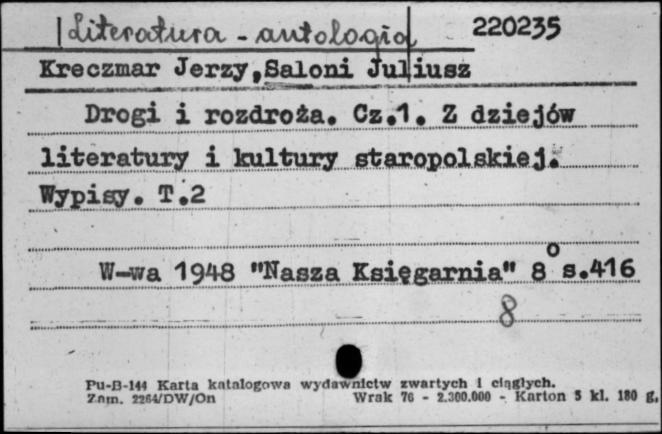 Literatura - antologia 220235
Kreczmar Jerzy, Saloni Juliusz
Drogi i rozdroża. Cz.1. Z dziejów
literatury i kultury staropolskiej.
Wypisy. T.2
W-wa 1948 "Nasza Księgarnia" 8° s.416
8
Pu-B-144 Karta katalogowa wydawnictw zwartych i ciągłych.
Zam. 2264/DW/On Wrak 76 - 2.300.000 - Karton 5 kl. 180 g.